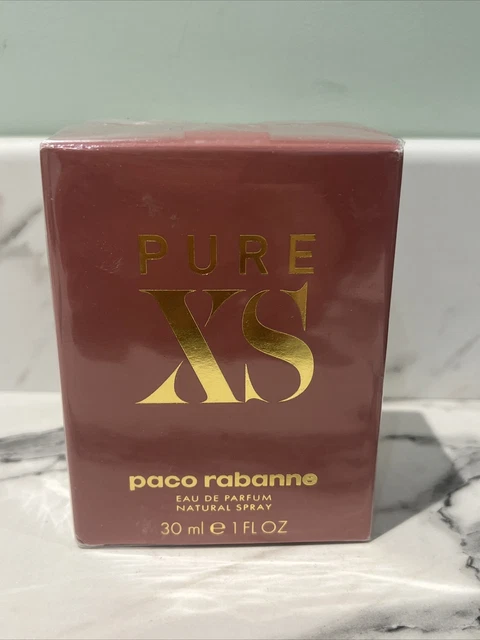 PURE
XS
paco rabanne
EAU DE PARFUM
NATURAL SPRAY
30 ml ℮ 1 FL OZ